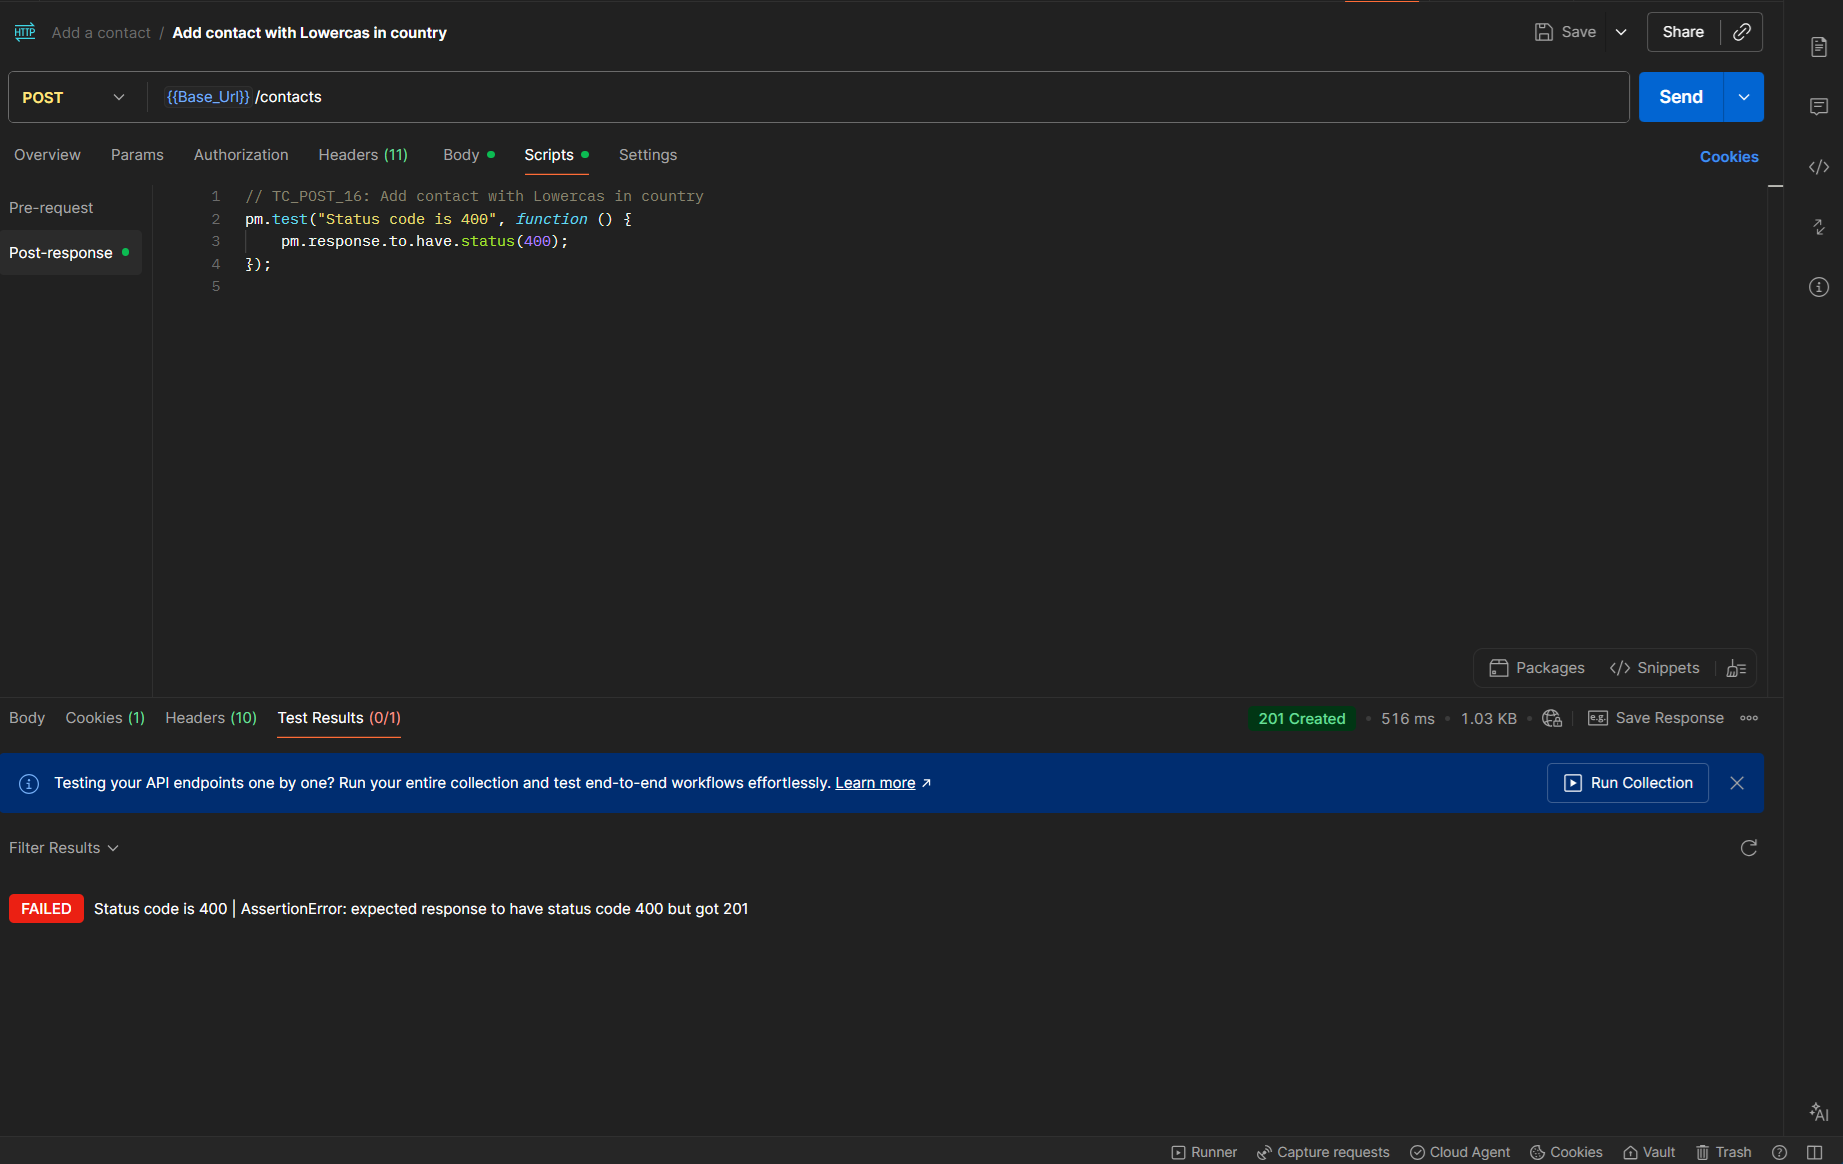 HTTP Add a contact / Add contact with Lowercas in country
Save
Share
POST
{{Base_Url}} /contacts
Send
Overview Params Authorization Headers (11) Body Scripts Settings
Cookies
Pre-request
Post-response
1 // TC_POST_16: Add contact with Lowercas in country
2 pm.test("Status code is 400", function () {
3 pm.response.to.have.status(400);
4 });
5
Packages </> Snippets
Body Cookies (1) Headers (10) Test Results (0/1)
201 Created • 516 ms • 1.03 KB • e.g. Save Response
Testing your API endpoints one by one? Run your entire collection and test end-to-end workflows effortlessly. Learn more ↗
Run Collection
Filter Results
FAILED Status code is 400 | AssertionError: expected response to have status code 400 but got 201
AI
Runner Capture requests Cloud Agent Cookies Vault Trash